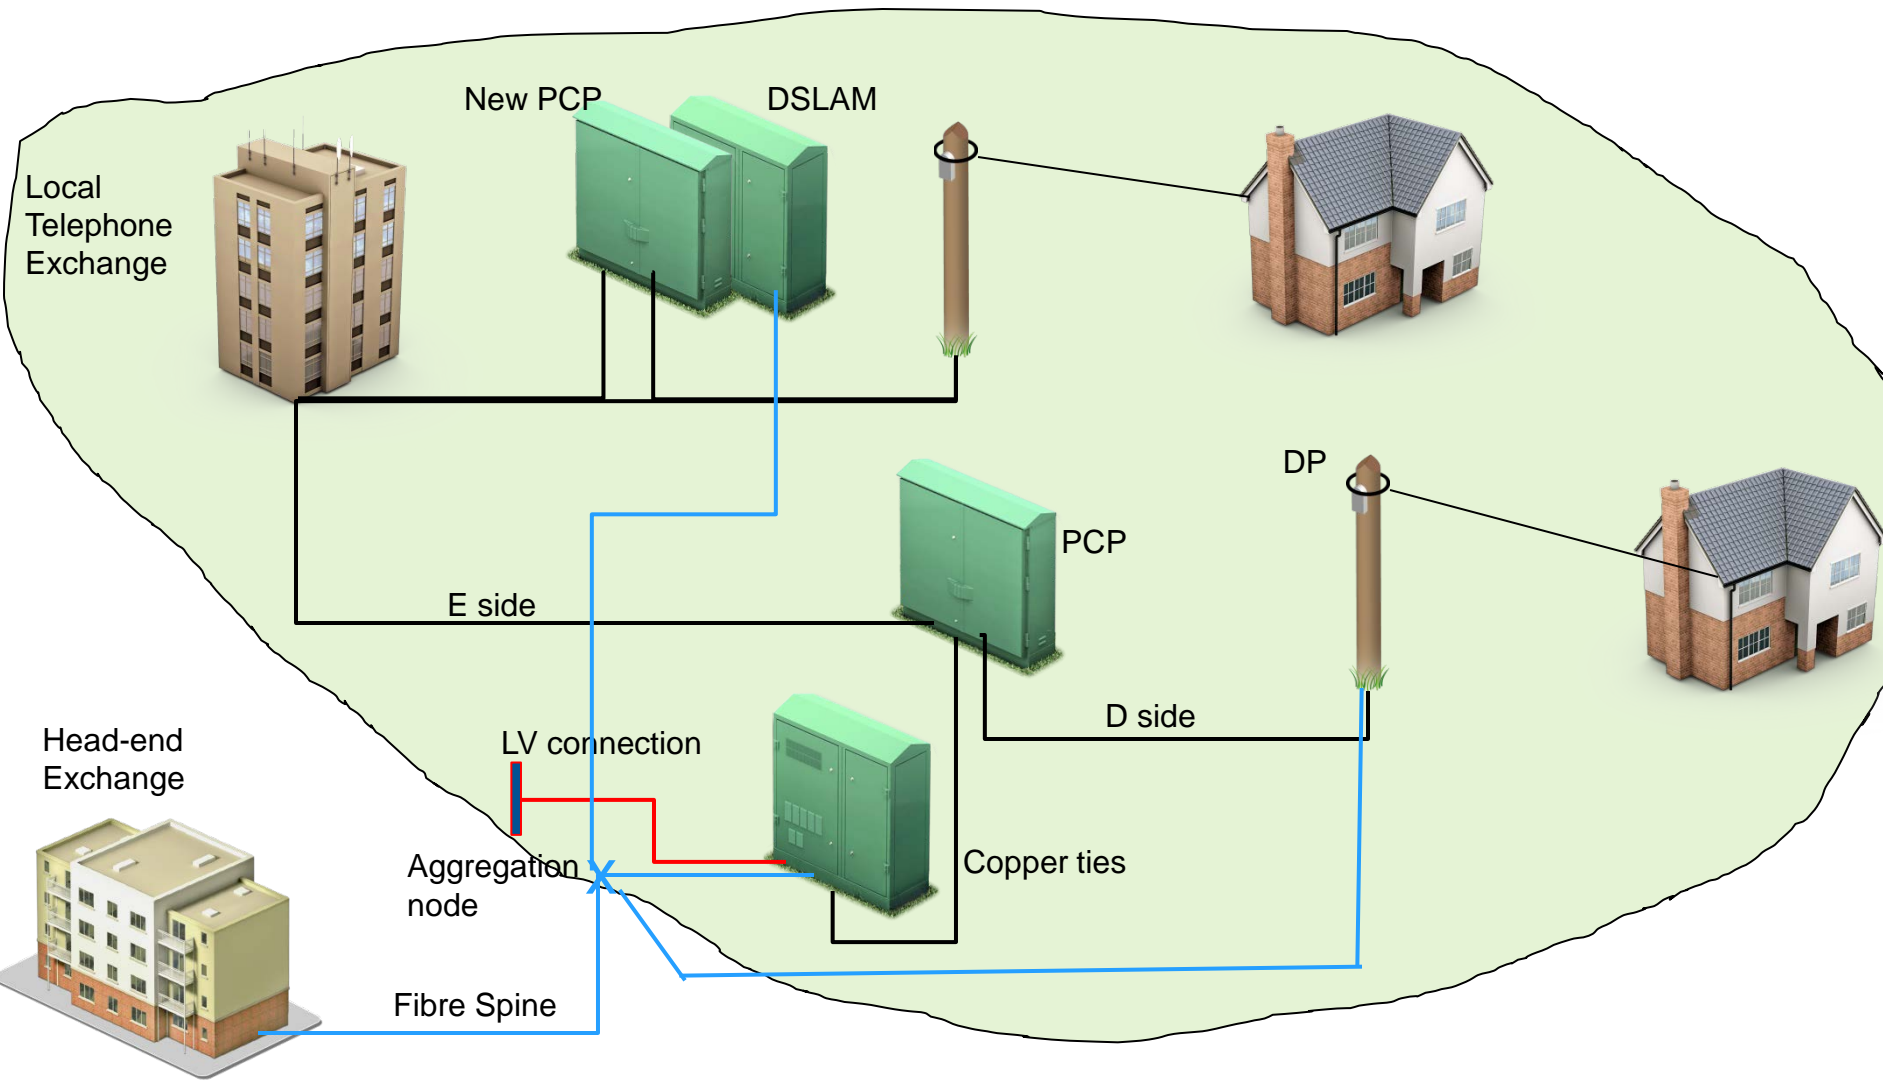 New PCP
DSLAM
Local
Telephone
Exchange
DP
PCP
E side
D side
Head-end
Exchange
LV connection
Aggregation
node
Copper ties
Fibre Spine